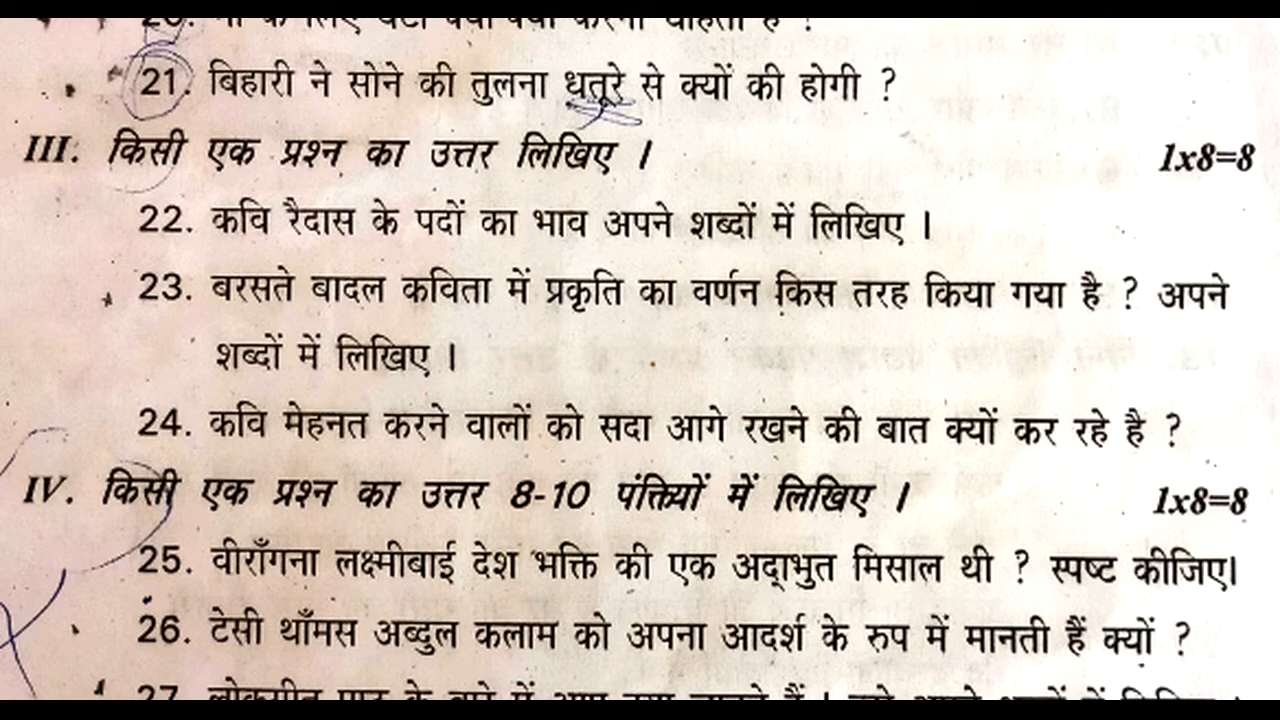 21. बिहारी ने सोने की तुलना धतूरे से क्यों की होगी ?
III. किसी एक प्रश्न का उत्तर लिखिए । 1x8=8
22. कवि रैदास के पदों का भाव अपने शब्दों में लिखिए ।
23. बरसते बादल कविता में प्रकृति का वर्णन किस तरह किया गया है ? अपने
शब्दों में लिखिए ।
24. कवि मेहनत करने वालों को सदा आगे रखने की बात क्यों कर रहे है ?
IV. किसी एक प्रश्न का उत्तर 8-10 पंक्तियों में लिखिए । 1x8=8
25. वीराँगना लक्ष्मीबाई देश भक्ति की एक अद्भुत मिसाल थी ? स्पष्ट कीजिए।
26. टेसी थाँमस अब्दुल कलाम को अपना आदर्श के रुप में मानती हैं क्यों ?